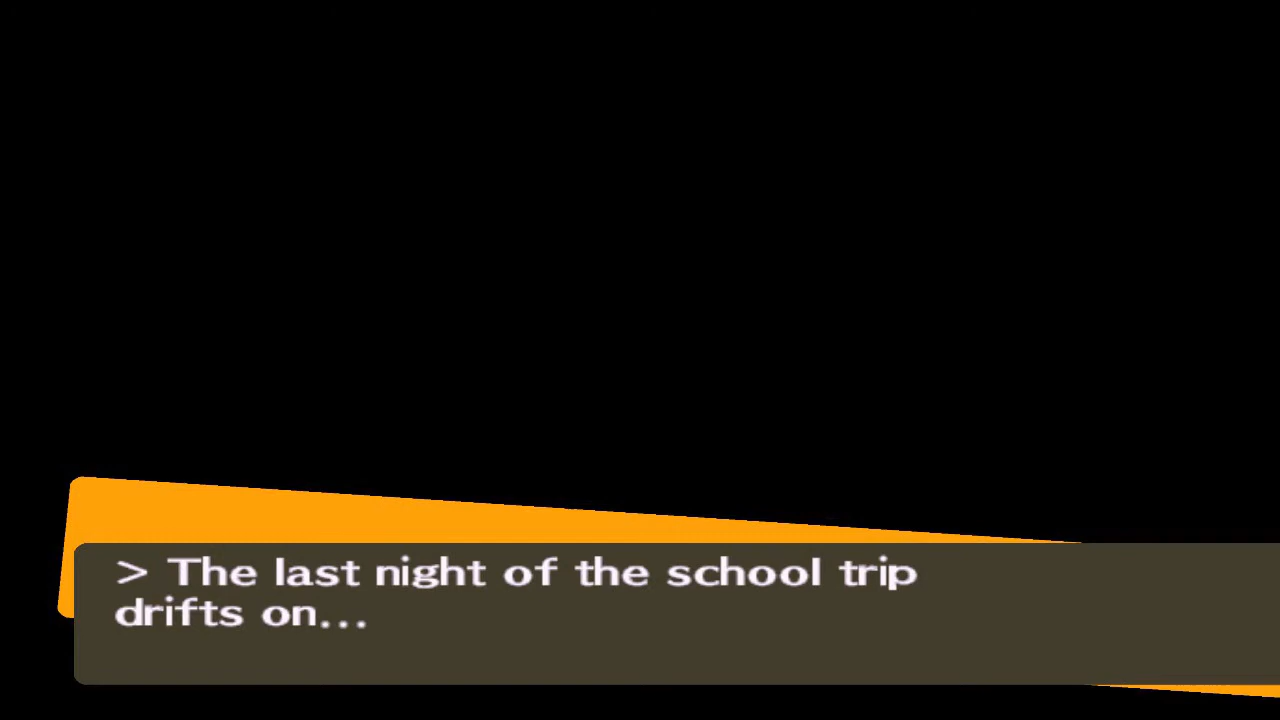 > The last night of the school trip
drifts on...